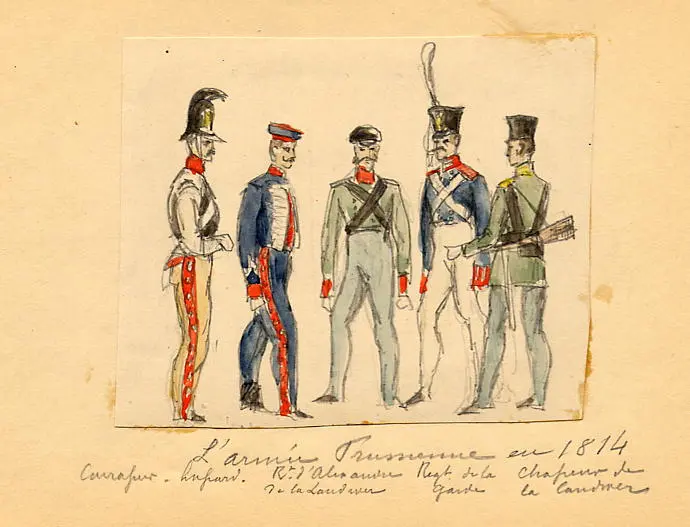 L'armée Prussienne en 1814
Cuirassier - hussard. Rt. d'Alexandre Regt. de la chasseur de
de la Landwer garde la landwer